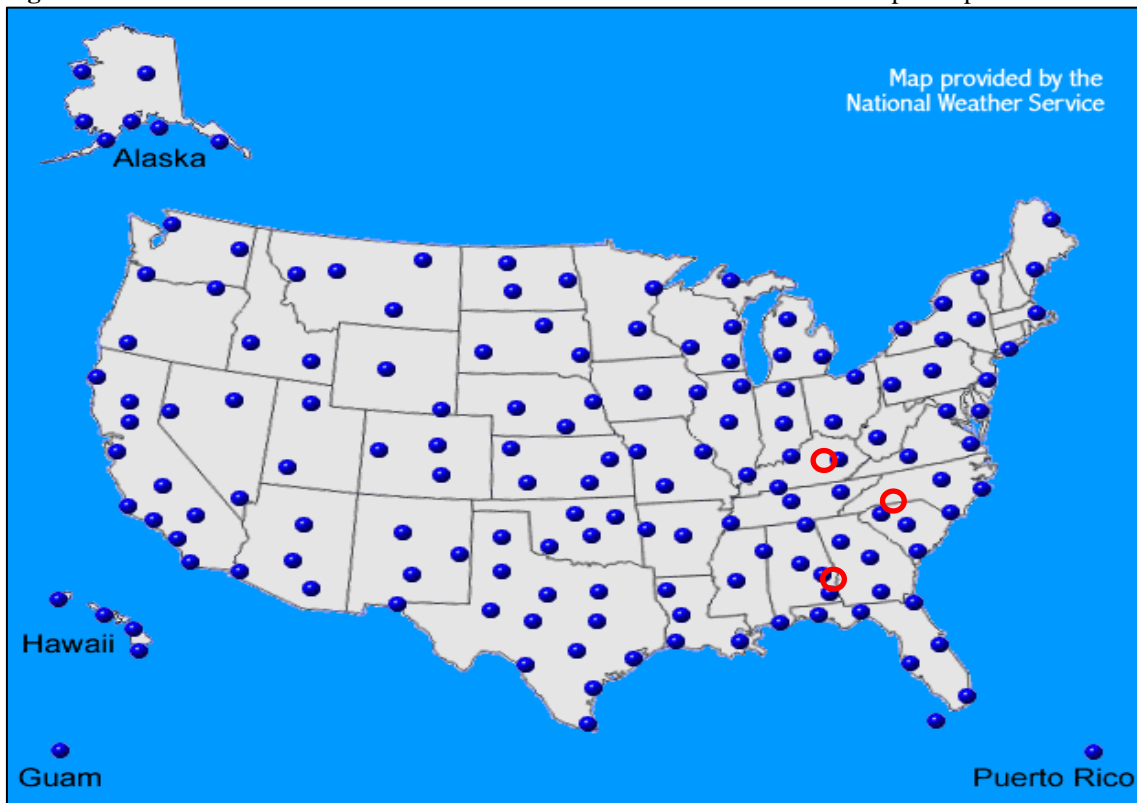 Map provided by the
National Weather Service
Alaska
Hawaii
Guam
Puerto Rico